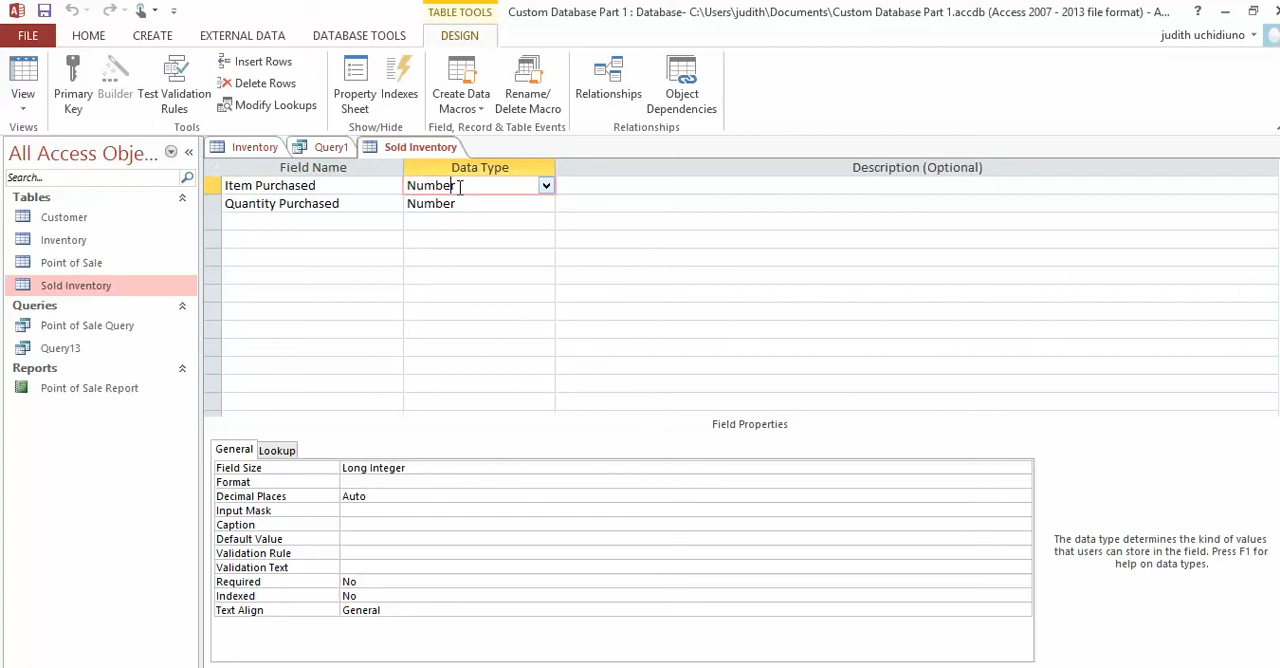 TABLE TOOLS
Custom Database Part 1 : Database- C:\Users\judith\Documents\Custom Database Part 1.accdb (Access 2007 - 2013 file format) - A...
?
FILE HOME CREATE EXTERNAL DATA DATABASE TOOLS DESIGN
judith uchidiuno
View
Primary Key
Builder
Test Validation Rules
Insert Rows
Delete Rows
Modify Lookups
Property Sheet
Indexes
Create Data Macros
Rename/ Delete Macro
Relationships
Object Dependencies
Views Tools Show/Hide Field, Record & Table Events Relationships
All Access Obje...
Search...
Tables
Customer
Inventory
Point of Sale
Sold Inventory
Queries
Point of Sale Query
Query13
Reports
Point of Sale Report
Inventory Query1 Sold Inventory
Field Name Data Type Description (Optional)
Item Purchased Number
Quantity Purchased Number
Field Properties
General Lookup
Field Size Long Integer
Format
Decimal Places Auto
Input Mask
Caption
Default Value
Validation Rule
Validation Text
Required No
Indexed No
Text Align General
The data type determines the kind of values
that users can store in the field. Press F1 for
help on data types.